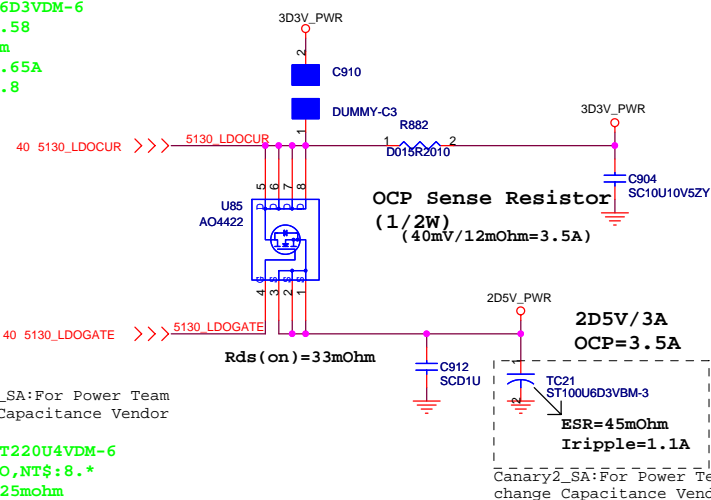 6D3VDM-6
.58
m
.65A
.8
3D3V_PWR
2
C910
DUMMY-C3
1
3D3V_PWR
R882
1 2
D015R2010
40 5130_LDOCUR
5130_LDOCUR
C904
SC10U10V5ZY
5 6 7 8
D D D D
U85
AO4422
G S S S
4 3 2 1
OCP Sense Resistor
(1/2W)
(40mV/12mOhm=3.5A)
40 5130_LDOGATE
5130_LDOGATE
2D5V_PWR
2D5V/3A
OCP=3.5A
Rds(on)=33mOhm
C912
SCD1U
1
TC21
ST100U6D3VBM-3
2
ESR=45mOhm
Iripple=1.1A
_SA:For Power Team
Capacitance Vendor
T220U4VDM-6
O,NT$:8.*
25mohm
Canary2_SA:For Power Te
change Capacitance Vend